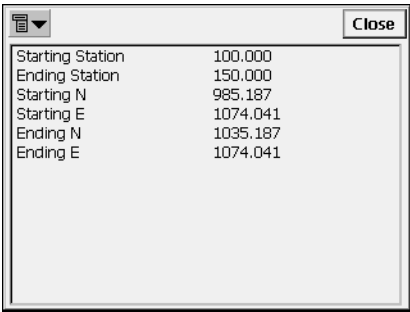 Close
Starting Station 100.000
Ending Station 150.000
Starting N 985.187
Starting E 1074.041
Ending N 1035.187
Ending E 1074.041